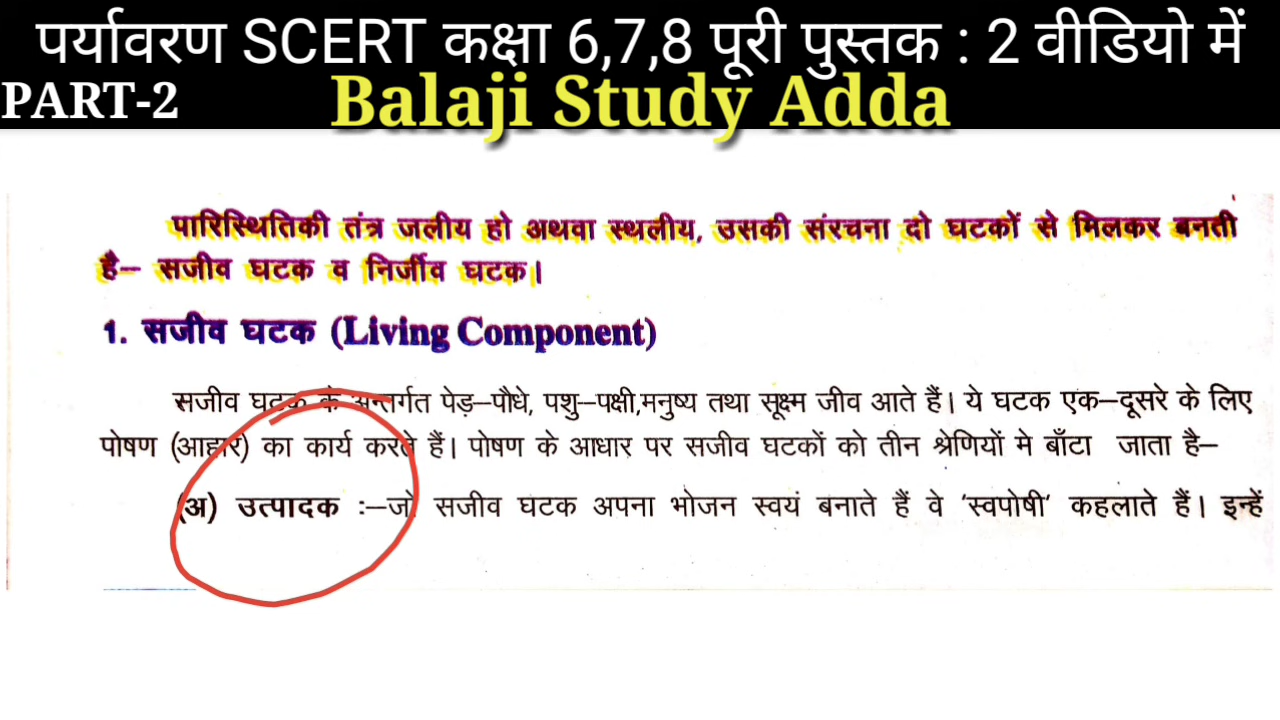 पर्यावरण SCERT कक्षा 6,7,8 पूरी पुस्तक : 2 वीडियो में
PART-2
Balaji Study Adda
पारिस्थितिकी तंत्र जलीय हो अथवा स्थलीय, उसकी संरचना दो घटकों से मिलकर बनती
है– सजीव घटक व निर्जीव घटक।
1. सजीव घटक (Living Component)
सजीव घटक के अन्तर्गत पेड़–पौधे, पशु–पक्षी,मनुष्य तथा सूक्ष्म जीव आते हैं। ये घटक एक–दूसरे के लिए
पोषण (आहार) का कार्य करते हैं। पोषण के आधार पर सजीव घटकों को तीन श्रेणियों मे बाँटा जाता है–
(अ) उत्पादक :–जो सजीव घटक अपना भोजन स्वयं बनाते हैं वे ‘स्वपोषी’ कहलाते हैं। इन्हें